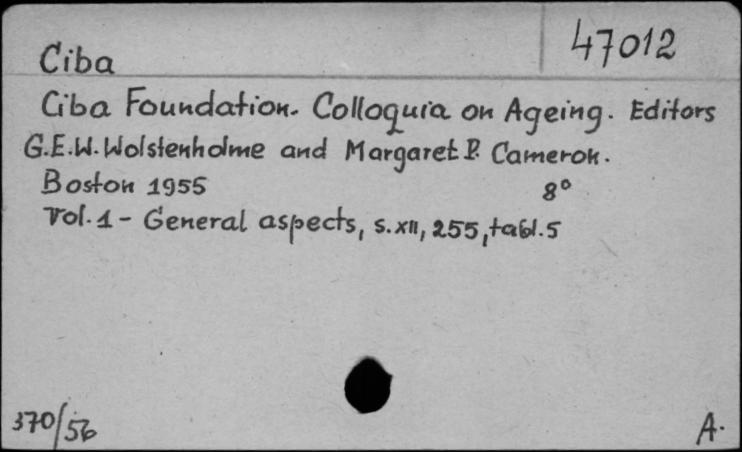 47012
Ciba
Ciba Foundation. Colloquia on Ageing. Editors
G.E.W. Wolstenholme and Margaret P. Cameron.
Boston 1955 8°
Vol. 1 - General aspects, s. XII, 255, tabl. 5
370/56 A.